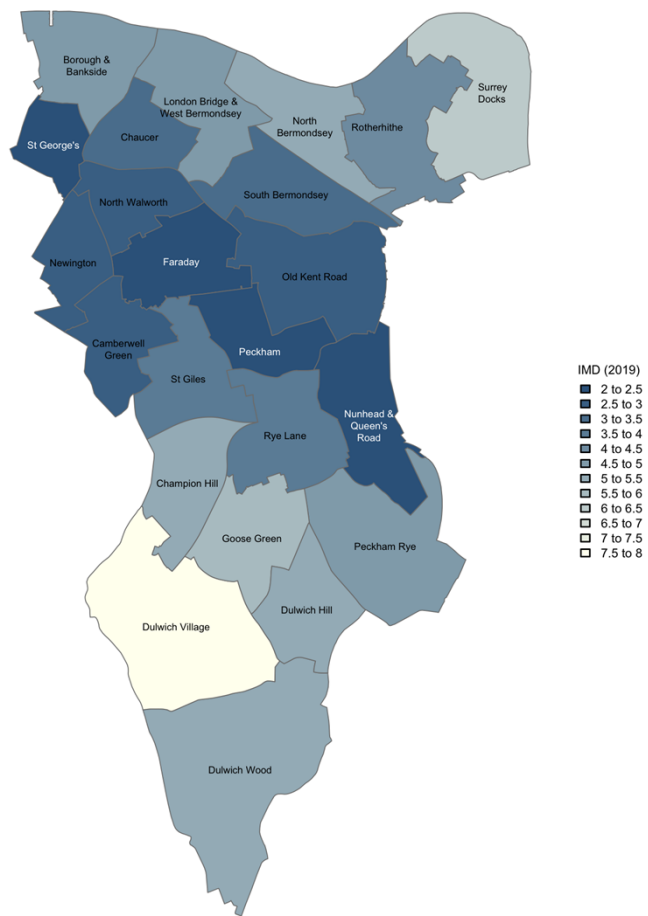 Borough &
Bankside
London Bridge &
West Bermondsey
North
Bermondsey
Rotherhithe
Surrey
Docks
St George's
Chaucer
North Walworth
South Bermondsey
Newington
Faraday
Old Kent Road
Camberwell
Green
Peckham
St Giles
Nunhead &
Queen's
Road
Rye Lane
Champion Hill
Goose Green
Peckham Rye
Dulwich Hill
Dulwich Village
Dulwich Wood
IMD (2019)
2 to 2.5
2.5 to 3
3 to 3.5
3.5 to 4
4 to 4.5
4.5 to 5
5 to 5.5
5.5 to 6
6 to 6.5
6.5 to 7
7 to 7.5
7.5 to 8